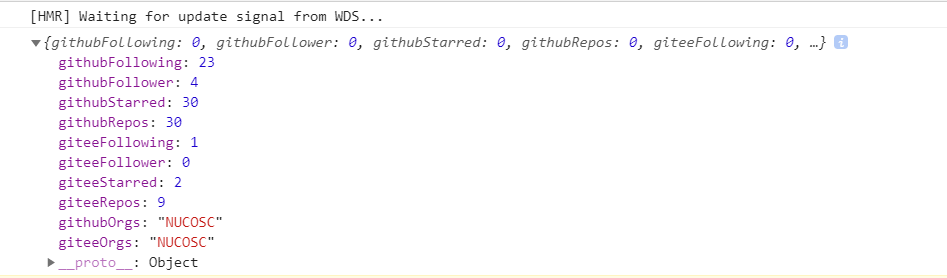 [HMR] Waiting for update signal from WDS...
▼{githubFollowing: 0, githubFollower: 0, githubStarred: 0, githubRepos: 0, giteeFollowing: 0, …} i
githubFollowing: 23
githubFollower: 4
githubStarred: 30
githubRepos: 30
giteeFollowing: 1
giteeFollower: 0
giteeStarred: 2
giteeRepos: 9
githubOrgs: "NUCOSC"
giteeOrgs: "NUCOSC"
▶__proto__: Object